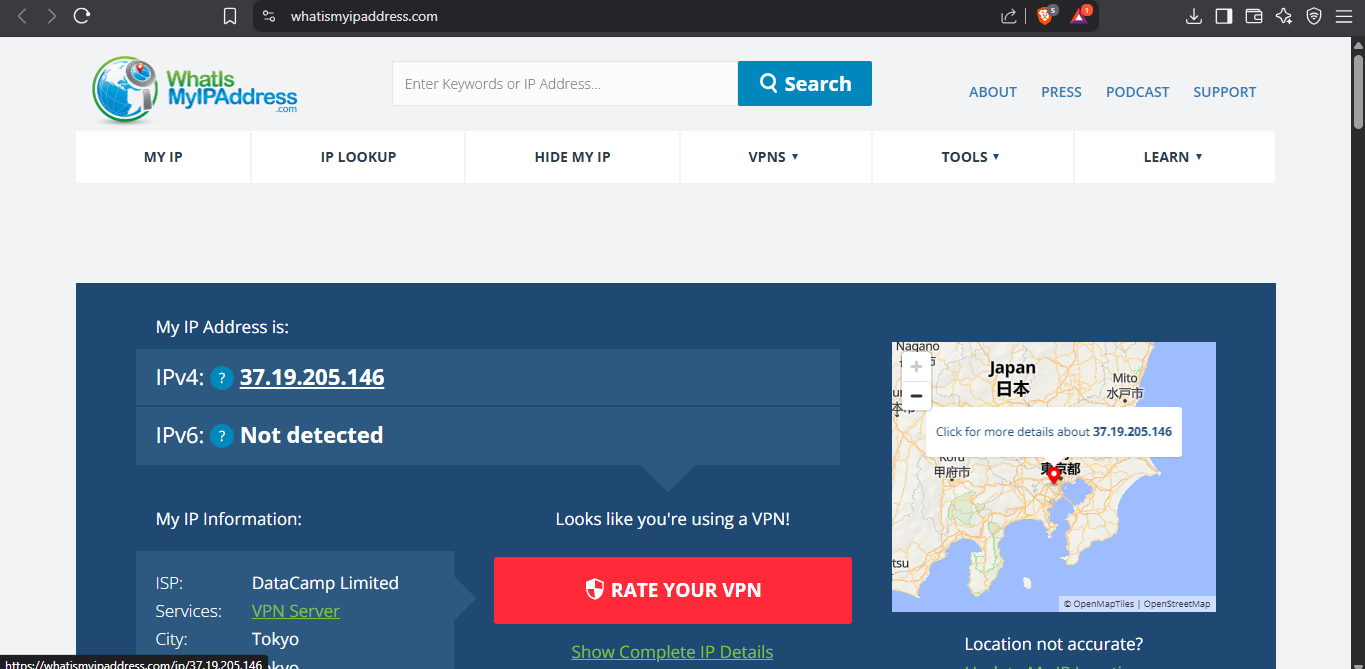 whatismyipaddress.com
5
1
WhatIs
MyIPAddress
.com
Enter Keywords or IP Address...
Search
ABOUT
PRESS
PODCAST
SUPPORT
MY IP
IP LOOKUP
HIDE MY IP
VPNS ▾
TOOLS ▾
LEARN ▾
My IP Address is:
IPv4: ? 37.19.205.146
IPv6: ? Not detected
My IP Information:
ISP: DataCamp Limited
Services: VPN Server
City: Tokyo
Looks like you're using a VPN!
RATE YOUR VPN
Show Complete IP Details
Nagano
+
−
Japan
日本
Mito
水戸市
Click for more details about 37.19.205.146
甲府市
東京都
tsu
© OpenMapTiles | OpenStreetMap
Location not accurate?
https://whatismyipaddress.com/ip/37.19.205.146